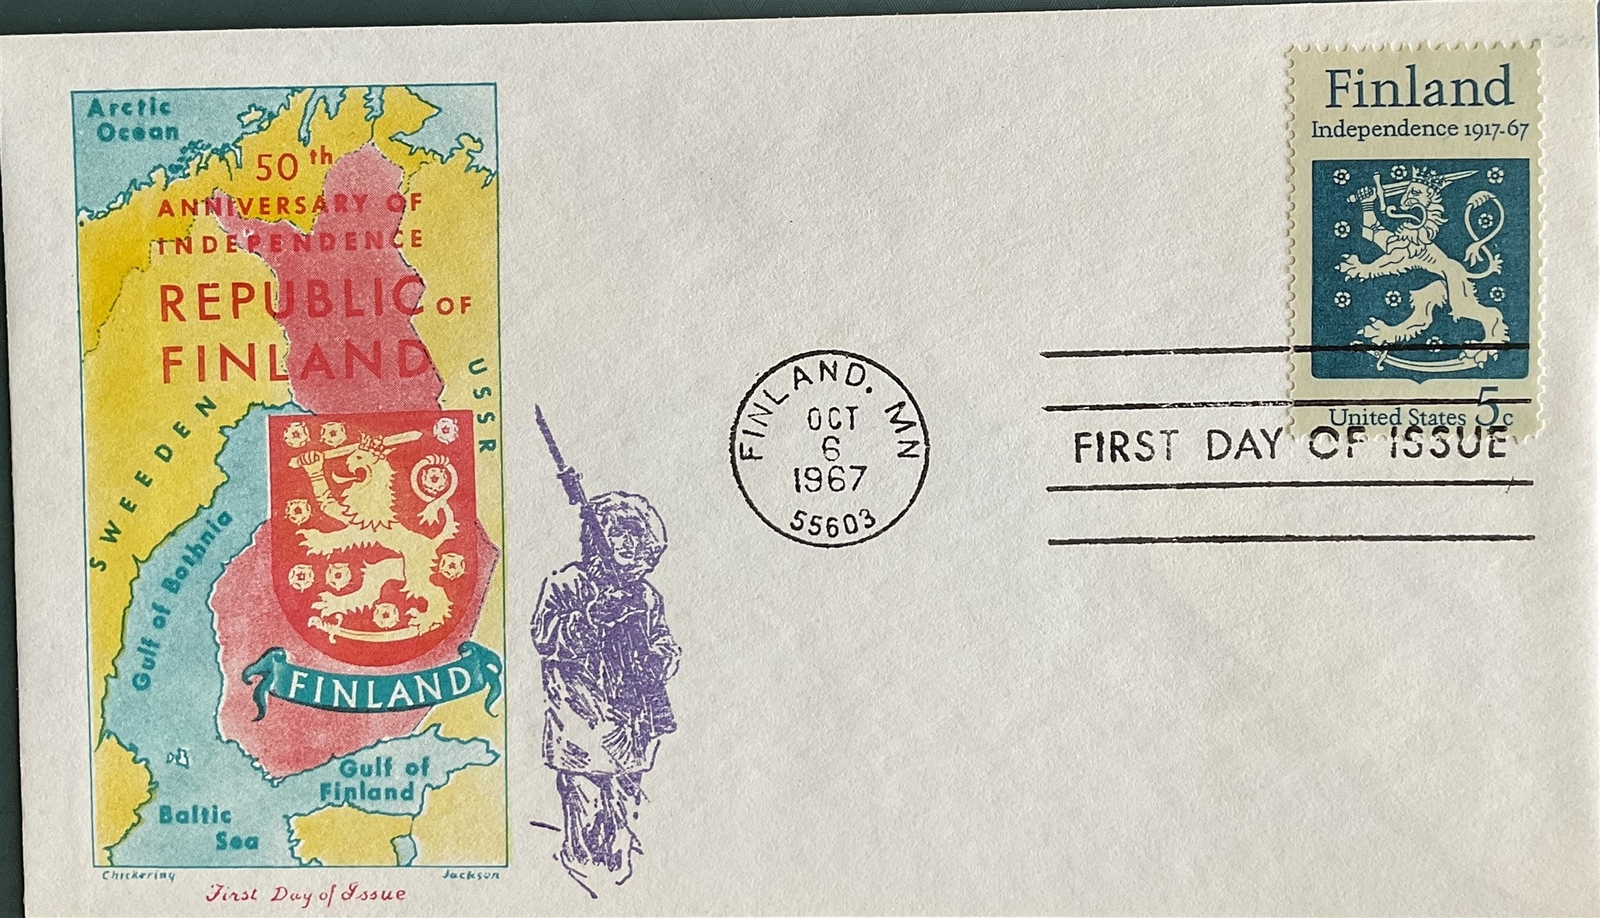 Arctic
Ocean
50th
ANNIVERSARY OF
INDEPENDENCE
REPUBLIC OF
FINLAND
SWEEDEN
USSR
Gulf of Bothnia
FINLAND
Gulf of
Finland
Baltic
Sea
Chickering
Jackson
First Day of Issue
FINLAND. MN
OCT
6
1967
55603
Finland
Independence 1917-67
United States 5c
FIRST DAY OF ISSUE